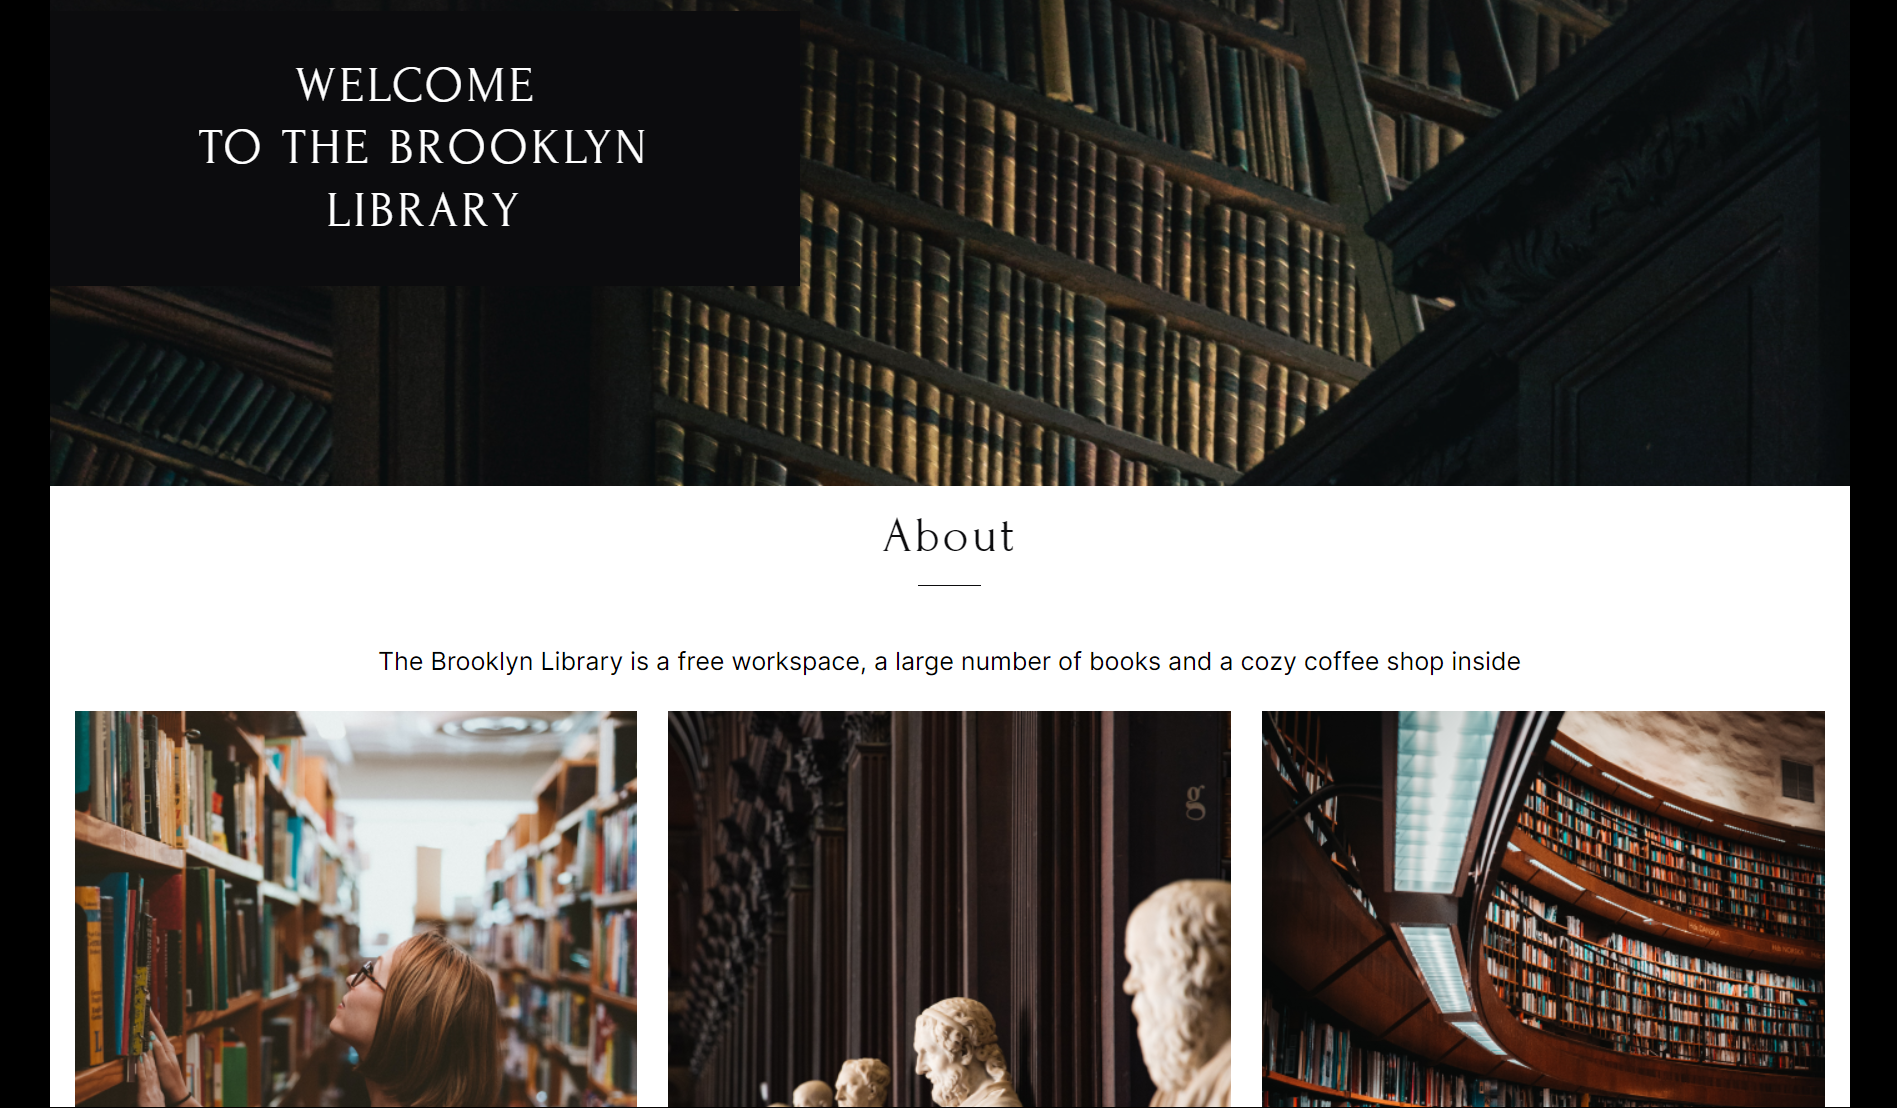 WELCOME
TO THE BROOKLYN
LIBRARY
About
The Brooklyn Library is a free workspace, a large number of books and a cozy coffee shop inside
g